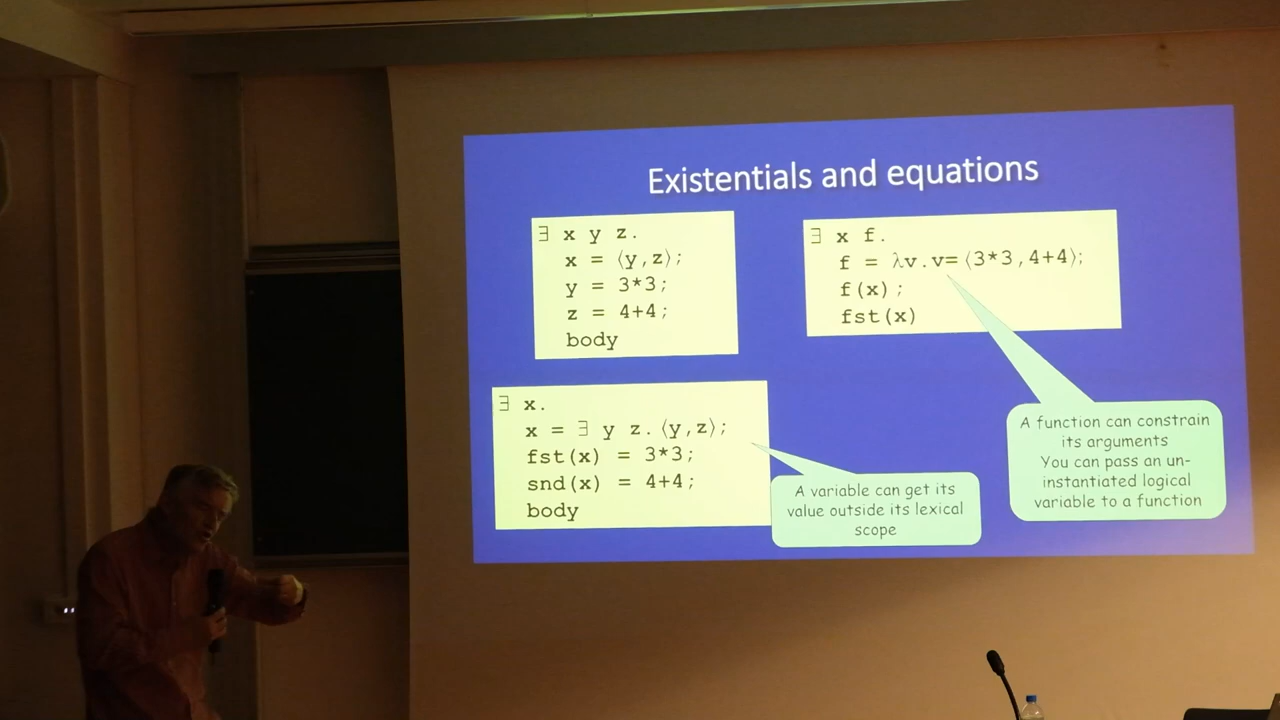 Existentials and equations
∃ x y z.
x = ⟨y,z⟩;
y = 3*3;
z = 4+4;
body
∃ x f.
f = λv.v=⟨3*3,4+4⟩;
f(x);
fst(x)
∃ x.
x = ∃ y z.⟨y,z⟩;
fst(x) = 3*3;
snd(x) = 4+4;
body
A variable can get its
value outside its lexical
scope
A function can constrain
its arguments
You can pass an un-
instantiated logical
variable to a function